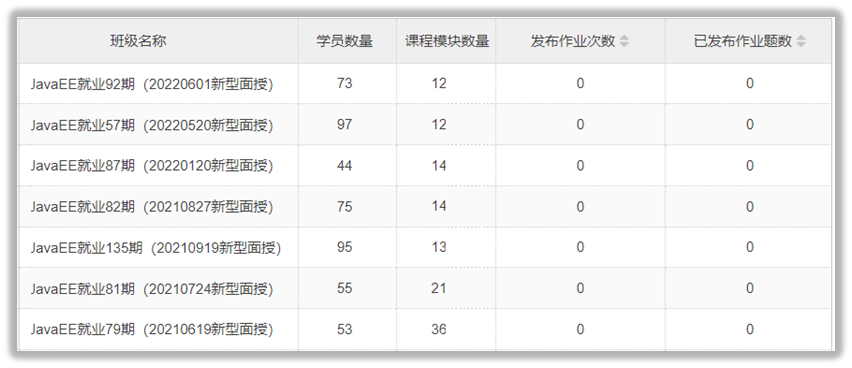 班级名称 学员数量 课程模块数量 发布作业次数 已发布作业题数
JavaEE就业92期（20220601新型面授） 73 12 0 0
JavaEE就业57期（20220520新型面授） 97 12 0 0
JavaEE就业87期（20220120新型面授） 44 14 0 0
JavaEE就业82期（20210827新型面授） 75 14 0 0
JavaEE就业135期（20210919新型面授） 95 13 0 0
JavaEE就业81期（20210724新型面授） 55 21 0 0
JavaEE就业79期（20210619新型面授） 53 36 0 0